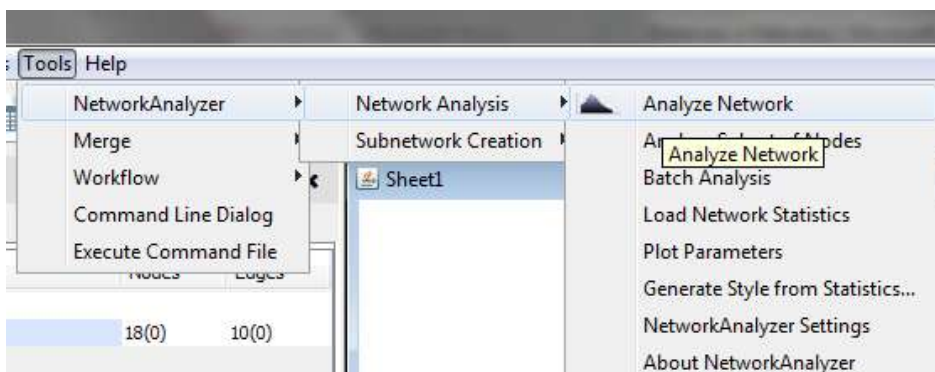 Tools Help
NetworkAnalyzer Network Analysis Analyze Network
Merge Subnetwork Creation
Analyze Network
Workflow Sheet1 Batch Analysis
Command Line Dialog Load Network Statistics
Execute Command File Plot Parameters
Generate Style from Statistics...
18(0) 10(0) NetworkAnalyzer Settings
About NetworkAnalyzer